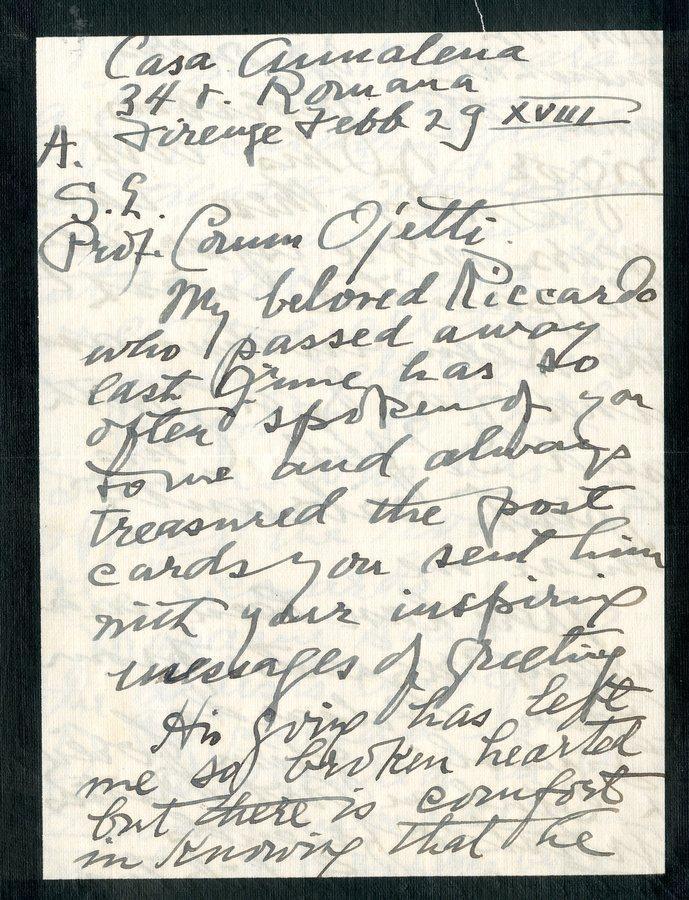 Casa Annalena
34 v. Romana
Firenze Febb 29 XVIII
A.
S.E.
Prof. Comm Ojetti.
My beloved Riccardo
who passed away
last June has so
often spoken of you
to me and always
treasured the post
cards you sent him
with your inspiring
messages of greeting
His going has left
me so broken hearted
but there is comfort
in knowing that he